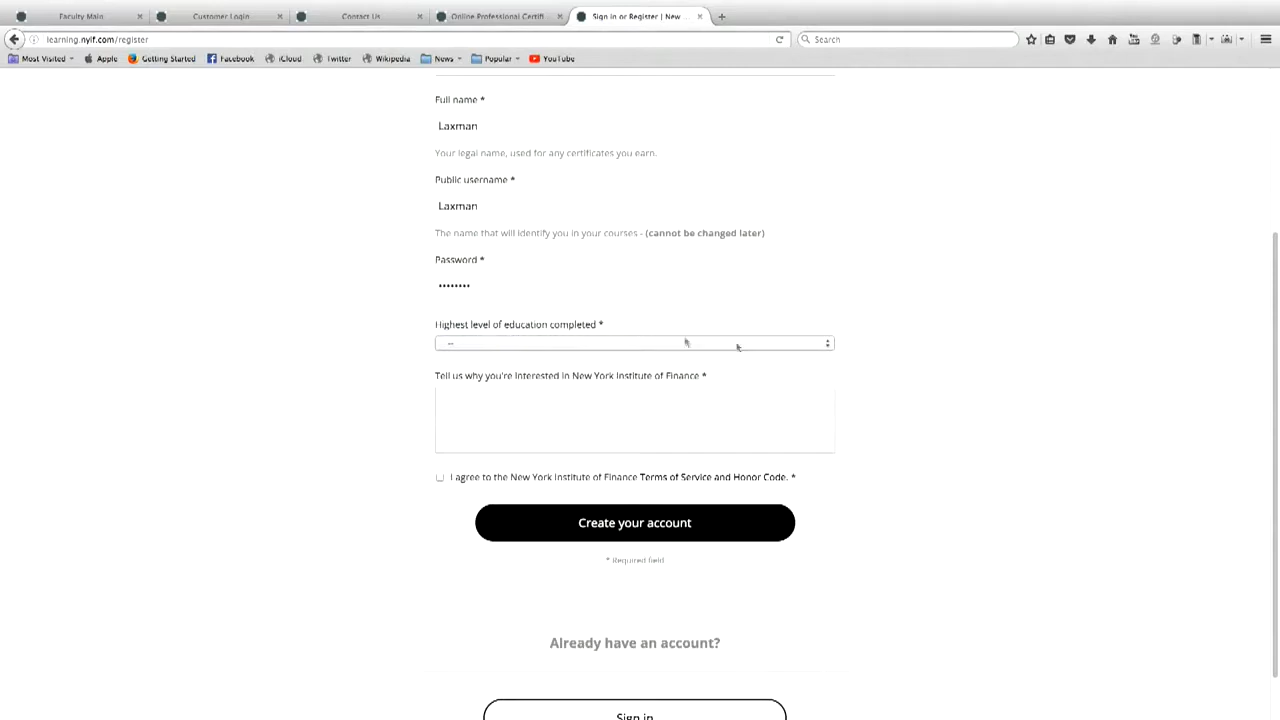 Faculty Main
Customer Login
Contact Us
Online Professional Certifi
Sign in or Register | New ...
learning.nyif.com/register
Search
Most Visited
Apple
Getting Started
Facebook
iCloud
Twitter
Wikipedia
News
Popular
YouTube
Full name *
Laxman
Your legal name, used for any certificates you earn.
Public username *
Laxman
The name that will identify you in your courses - (cannot be changed later)
Password *
••••••••
Highest level of education completed *
--
Tell us why you're interested in New York Institute of Finance *
I agree to the New York Institute of Finance Terms of Service and Honor Code. *
Create your account
* Required field
Already have an account?
Sign in